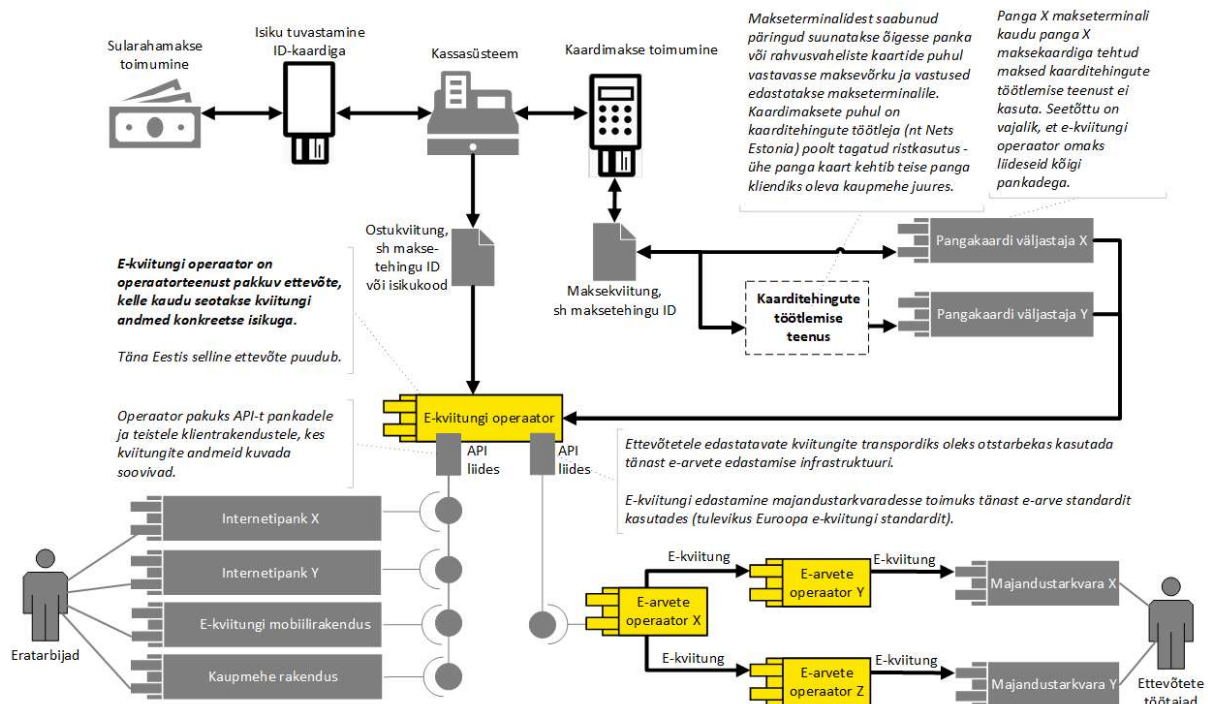 Sularahamakse
toimumine
Isiku tuvastamine
ID-kaardiga
Kassasüsteem
Kaardimakse toimumine
Makseterminalidest saabunud
päringud suunatakse õigesse panka
või rahvusvaheliste kaartide puhul
vastavasse maksevõrku ja vastused
edastatakse makseterminalile.
Kaardimaksete puhul on
kaarditehingute töötleja (nt Nets
Estonia) poolt tagatud ristkasutus -
ühe panga kaart kehtib teise panga
kliendiks oleva kaupmehe juures.
Panga X makseterminali
kaudu panga X
maksekaardiga tehtud
maksed kaarditehingute
töötlemise teenust ei
kasuta. Seetõttu on
vajalik, et e-kviitungi
operaator omaks
liideseid kõigi
pankadega.
Ostukviitung,
sh makse-
tehingu ID
või isikukood
Maksekviitung,
sh maksetehingu ID
Kaarditehingute
töötlemise
teenus
Pangakaardi väljastaja X
Pangakaardi väljastaja Y
E-kviitungi operaator on
operaatorteenust pakkuv ettevõte,
kelle kaudu seotakse kviitungi
andmed konkreetse isikuga.
Täna Eestis selline ettevõte puudub.
E-kviitungi operaator
API
liides
API
liides
Operaator pakuks API-t pankadele
ja teistele klientrakendustele, kes
kviitungite andmeid kuvada
soovivad.
Ettevõtetele edastatavate kviitungite transpordiks oleks otstarbekas kasutada
tänast e-arvete edastamise infrastruktuuri.
E-kviitungi edastamine majandustarkvaradesse toimuks tänast e-arve standardit
kasutades (tulevikus Euroopa e-kviitungi standardit).
Eratarbijad
Internetipank X
Internetipank Y
E-kviitungi mobiilirakendus
Kaupmehe rakendus
E-arvete
operaator X
E-kviitung
E-arvete
operaator Y
E-kviitung
Majandustarkvara X
E-kviitung
E-arvete
operaator Z
E-kviitung
Majandustarkvara Y
Ettevõtete
töötajad